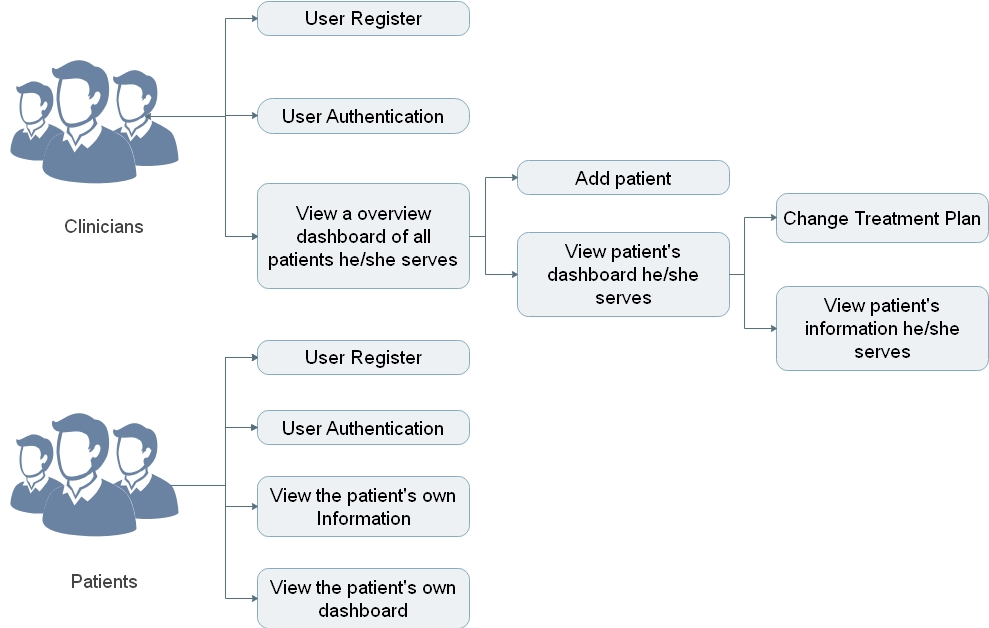 User Register
User Authentication
Clinicians
View a overview
dashboard of all
patients he/she serves
Add patient
View patient's
dashboard he/she
serves
Change Treatment Plan
View patient's
information he/she
serves
User Register
User Authentication
View the patient's own
Information
Patients
View the patient's own
dashboard